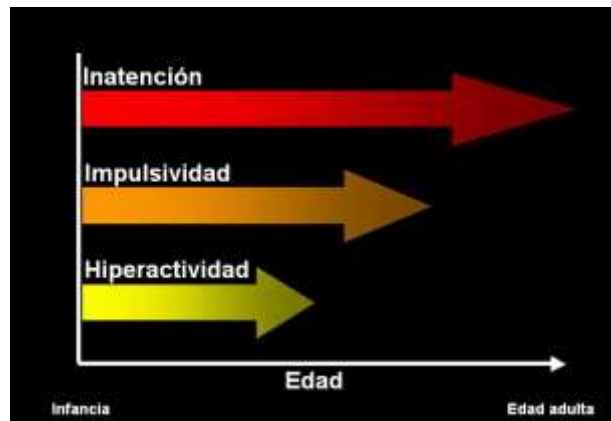 Inatención
Impulsividad
Hiperactividad
Edad
Infancia
Edad adulta